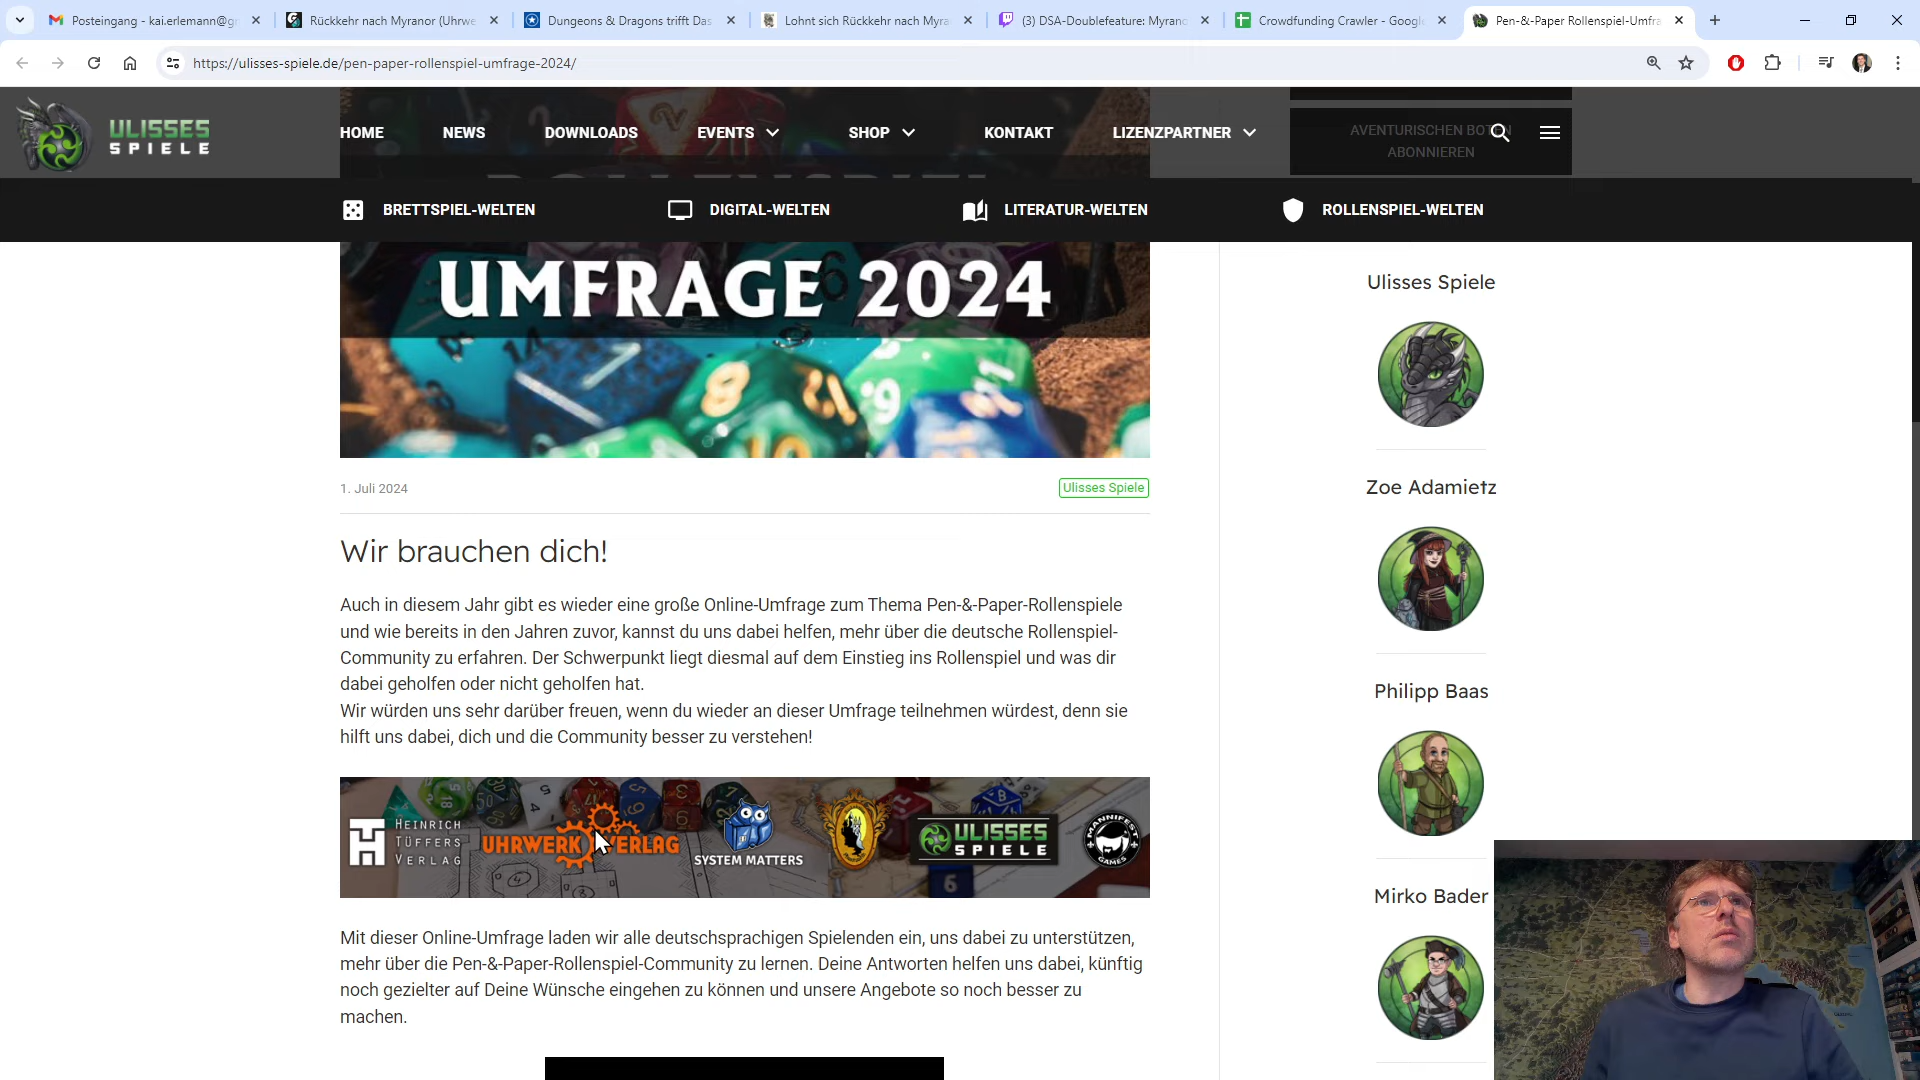 Posteingang - kai.erlemann@g
Rückkehr nach Myranor (Uhrwe
Dungeons & Dragons trifft Das
Lohnt sich Rückkehr nach Myra
(3) DSA-Doublefeature: Myrano
Crowdfunding Crawler - Google
Pen-&-Paper Rollenspiel-Umfra
https://ulisses-spiele.de/pen-paper-rollenspiel-umfrage-2024/
ULISSES
SPIELE
HOME
NEWS
DOWNLOADS
EVENTS
SHOP
KONTAKT
LIZENZPARTNER
AVENTURISCHEN BOTEN
ABONNIEREN
BRETTSPIEL-WELTEN
DIGITAL-WELTEN
LITERATUR-WELTEN
ROLLENSPIEL-WELTEN
UMFRAGE 2024
1. Juli 2024
Ulisses Spiele
Wir brauchen dich!
Auch in diesem Jahr gibt es wieder eine große Online-Umfrage zum Thema Pen-&-Paper-Rollenspiele
und wie bereits in den Jahren zuvor, kannst du uns dabei helfen, mehr über die deutsche Rollenspiel-
Community zu erfahren. Der Schwerpunkt liegt diesmal auf dem Einstieg ins Rollenspiel und was dir
dabei geholfen oder nicht geholfen hat.
Wir würden uns sehr darüber freuen, wenn du wieder an dieser Umfrage teilnehmen würdest, denn sie
hilft uns dabei, dich und die Community besser zu verstehen!
HEINRICH
TÜFFERS
VERLAG
UHRWERK VERLAG
SYSTEM MATTERS
ULISSES
SPIELE
MANNIFEST
GAMES
Mit dieser Online-Umfrage laden wir alle deutschsprachigen Spielenden ein, uns dabei zu unterstützen,
mehr über die Pen-&-Paper-Rollenspiel-Community zu lernen. Deine Antworten helfen uns dabei, künftig
noch gezielter auf Deine Wünsche eingehen zu können und unsere Angebote so noch besser zu
machen.
Ulisses Spiele
Zoe Adamietz
Philipp Baas
Mirko Bader